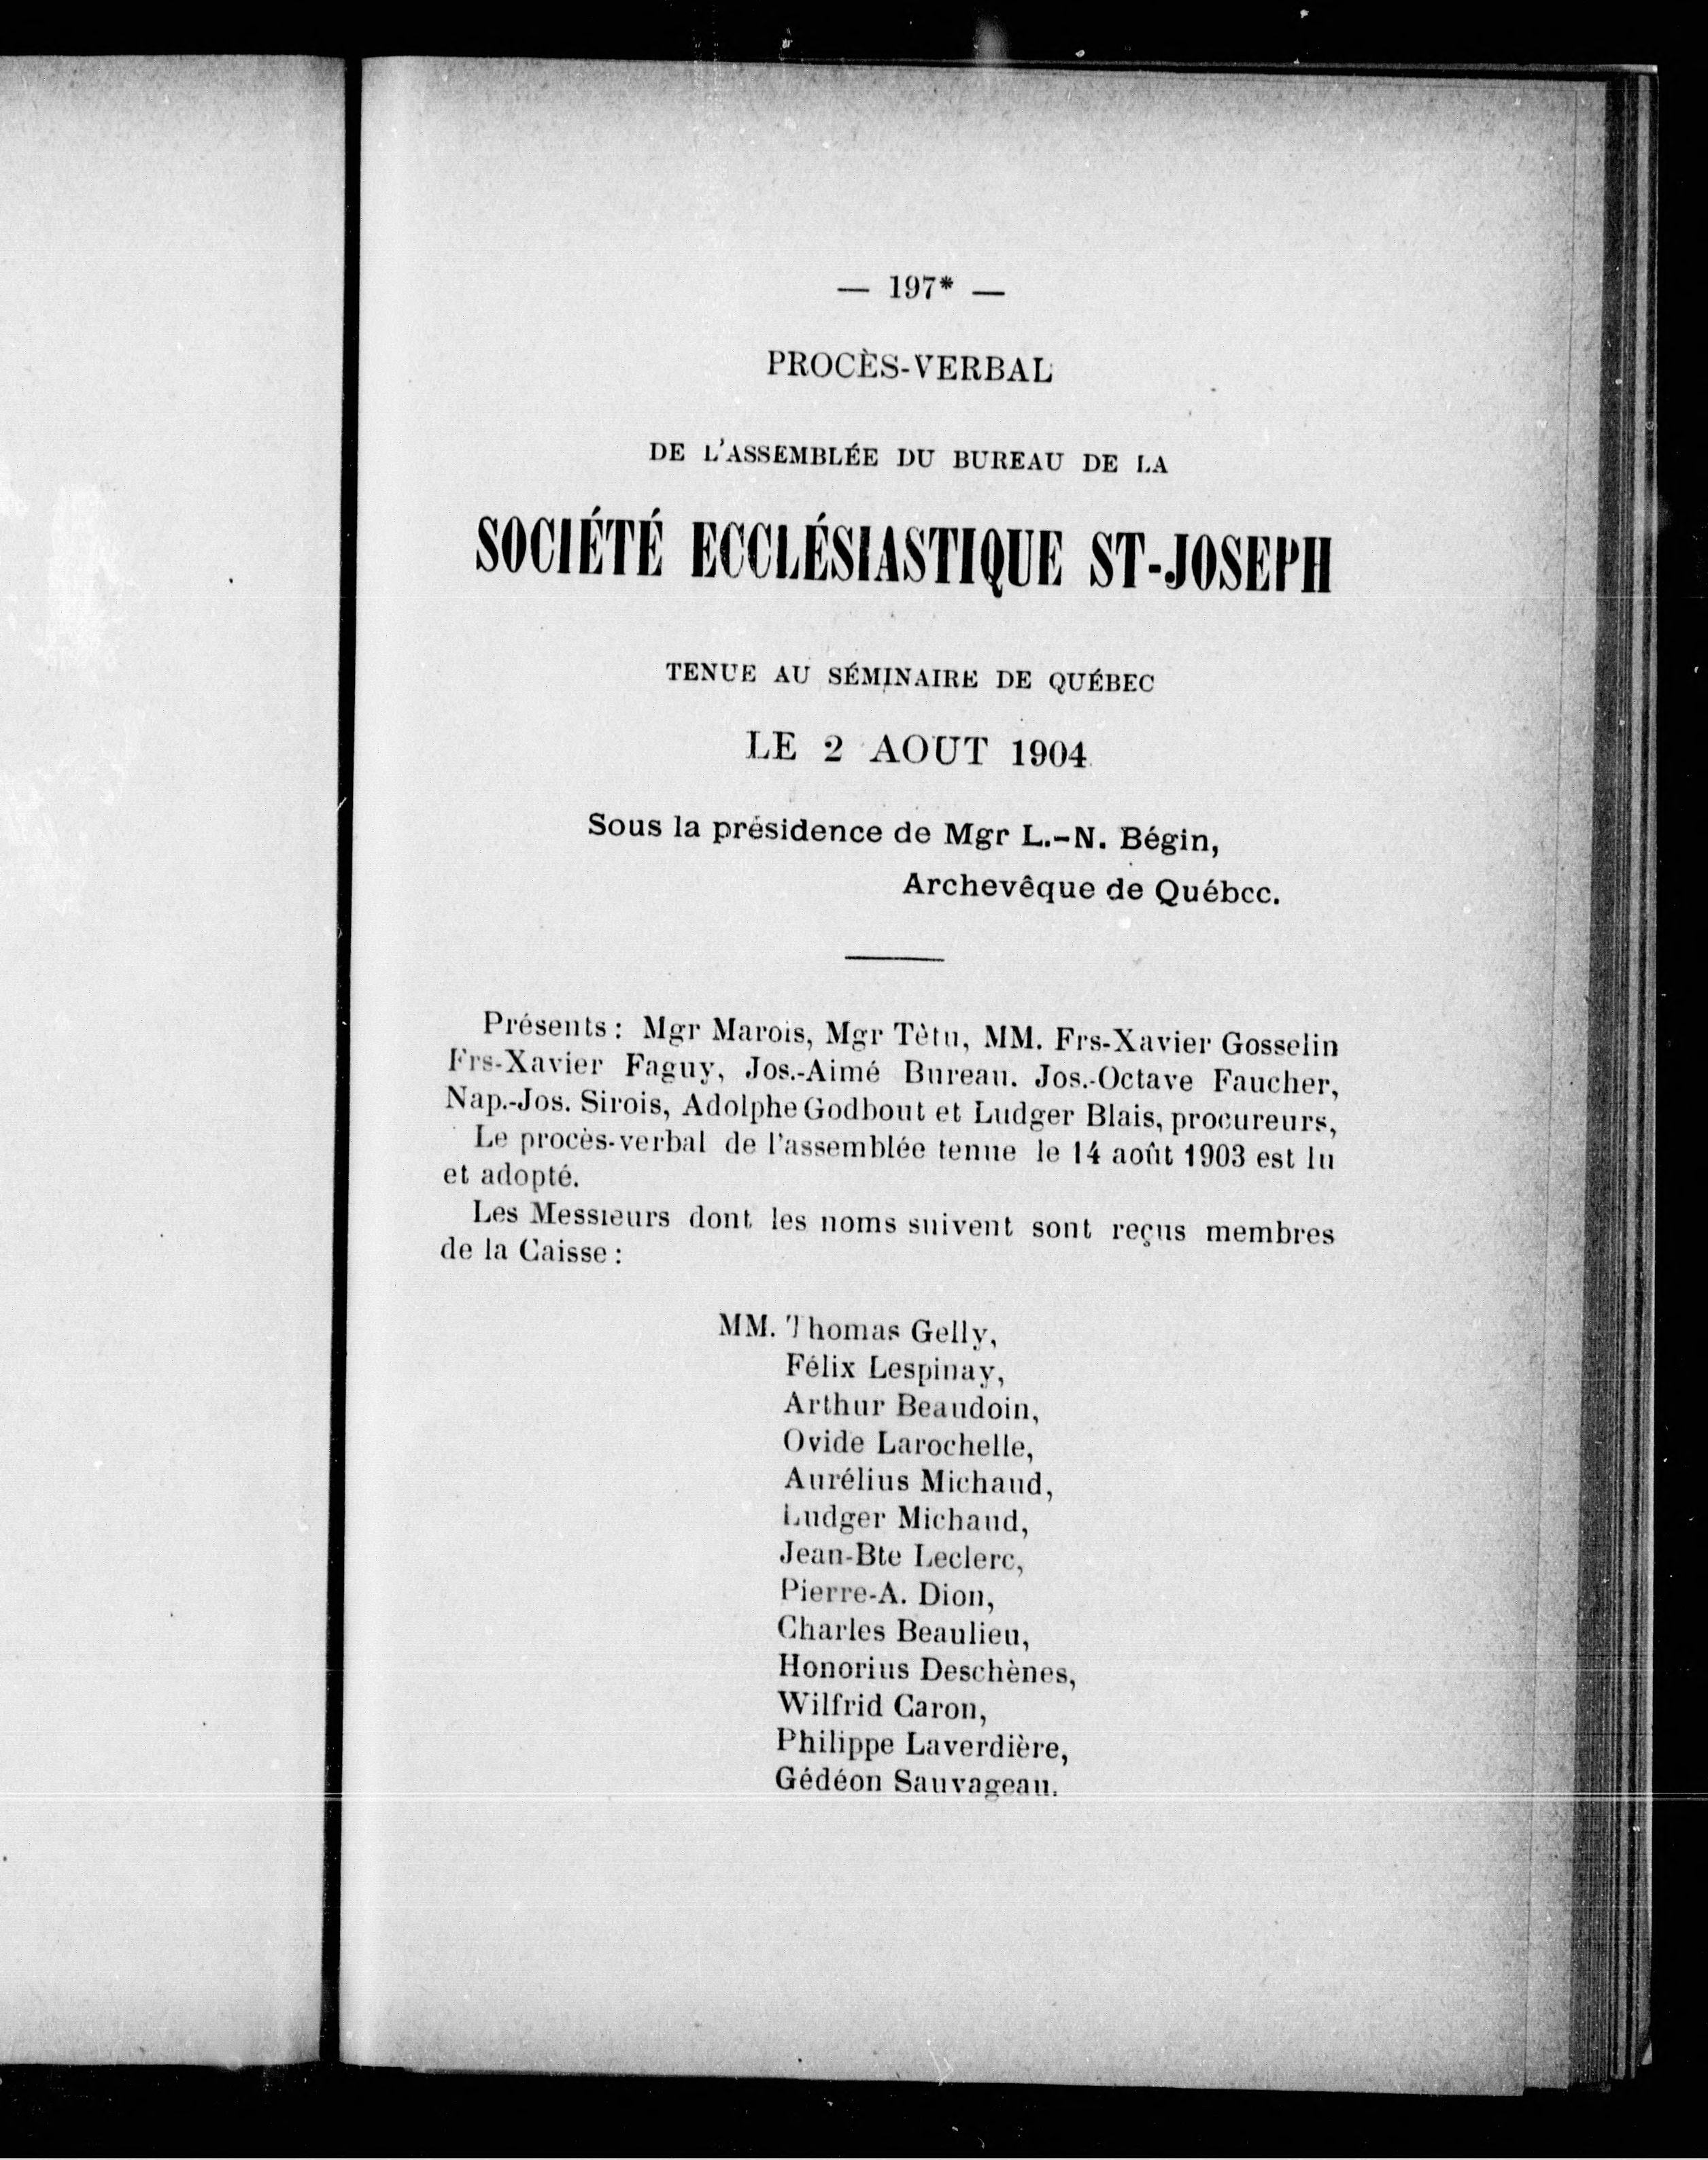 — 197* —
PROCÈS-VERBAL
DE L'ASSEMBLÉE DU BUREAU DE LA
SOCIÉTÉ ECCLÉSIASTIQUE ST-JOSEPH
TENUE AU SÉMINAIRE DE QUÉBEC
LE 2 AOUT 1904
Sous la présidence de Mgr L.-N. Bégin,
Archevêque de Québec.
Présents : Mgr Marois, Mgr Têtu, MM. Frs-Xavier Gosselin
Frs-Xavier Faguy, Jos.-Aimé Bureau. Jos.-Octave Faucher,
Nap.-Jos. Sirois, Adolphe Godbout et Ludger Blais, procureurs,
Le procès-verbal de l'assemblée tenue le 14 août 1903 est lu
et adopté.
Les Messieurs dont les noms suivent sont reçus membres
de la Caisse :
MM. Thomas Gelly,
Félix Lespinay,
Arthur Beaudoin,
Ovide Larochelle,
Aurélius Michaud,
Ludger Michaud,
Jean-Bte Leclerc,
Pierre-A. Dion,
Charles Beaulieu,
Honorius Deschènes,
Wilfrid Caron,
Philippe Laverdière,
Gédéon Sauvageau.